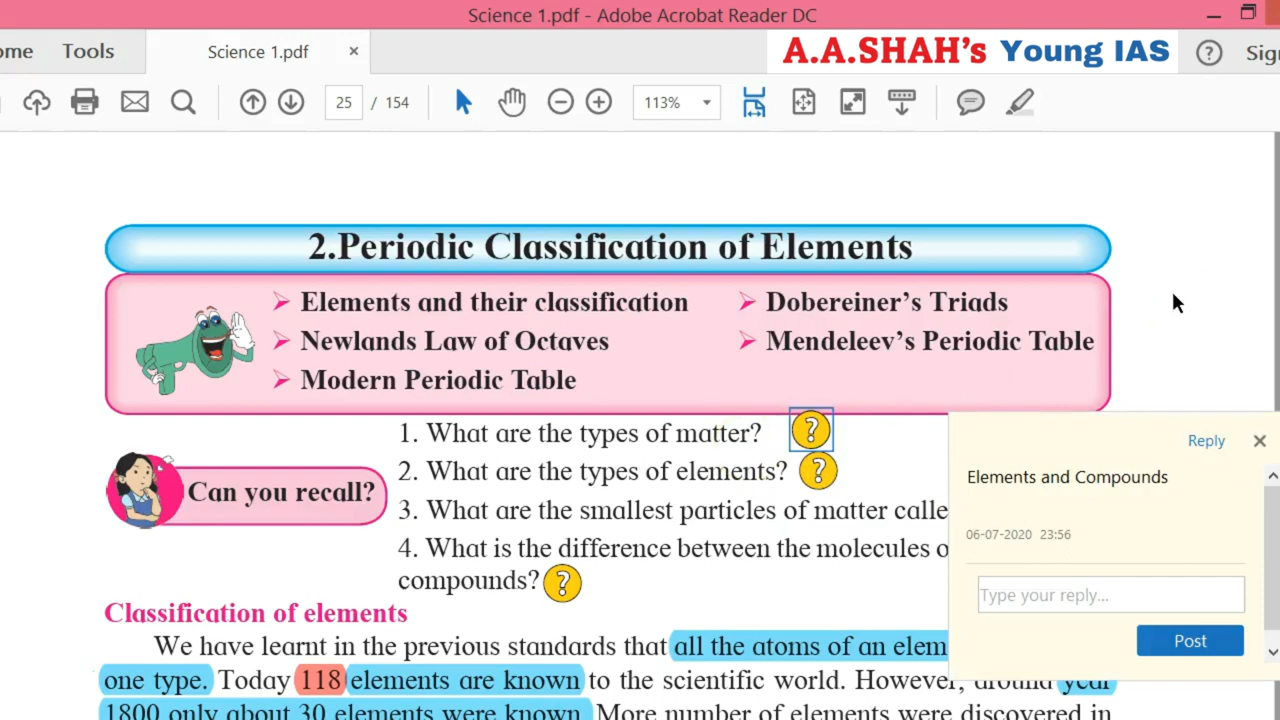 Science 1.pdf - Adobe Acrobat Reader DC
ome Tools Science 1.pdf × A.A.SHAH's Young IAS ? Sig
25 / 154 113%
2.Periodic Classification of Elements
➢ Elements and their classification ➢ Dobereiner's Triads
➢ Newlands Law of Octaves ➢ Mendeleev's Periodic Table
➢ Modern Periodic Table
Can you recall?
1. What are the types of matter? ?
2. What are the types of elements? ?
3. What are the smallest particles of matter calle
4. What is the difference between the molecules o
compounds? ?
Reply ×
Elements and Compounds
06-07-2020 23:56
Type your reply...
Post
Classification of elements
We have learnt in the previous standards that all the atoms of an elem
one type. Today 118 elements are known to the scientific world. However, around year
1800 only about 30 elements were known. More number of elements were discovered in